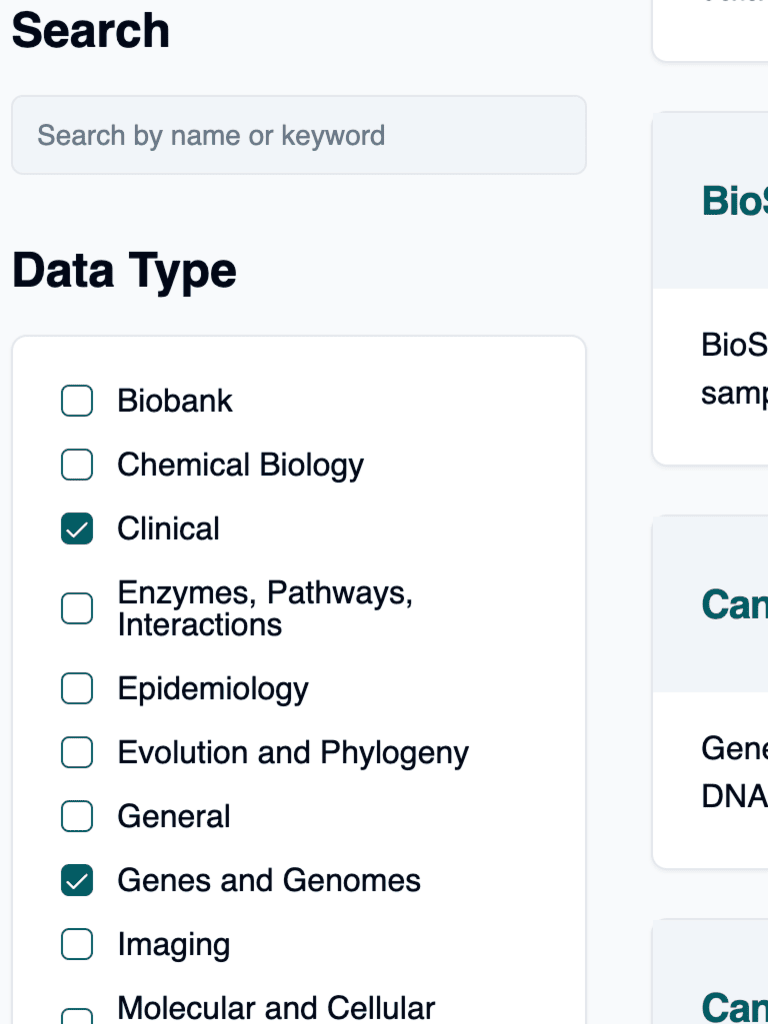 Search
Search by name or keyword
Data Type
Biobank
Chemical Biology
Clinical
Enzymes, Pathways,
Interactions
Epidemiology
Evolution and Phylogeny
General
Genes and Genomes
Imaging
Molecular and Cellular
BioS
samp
Can
Gene
DNA
Can